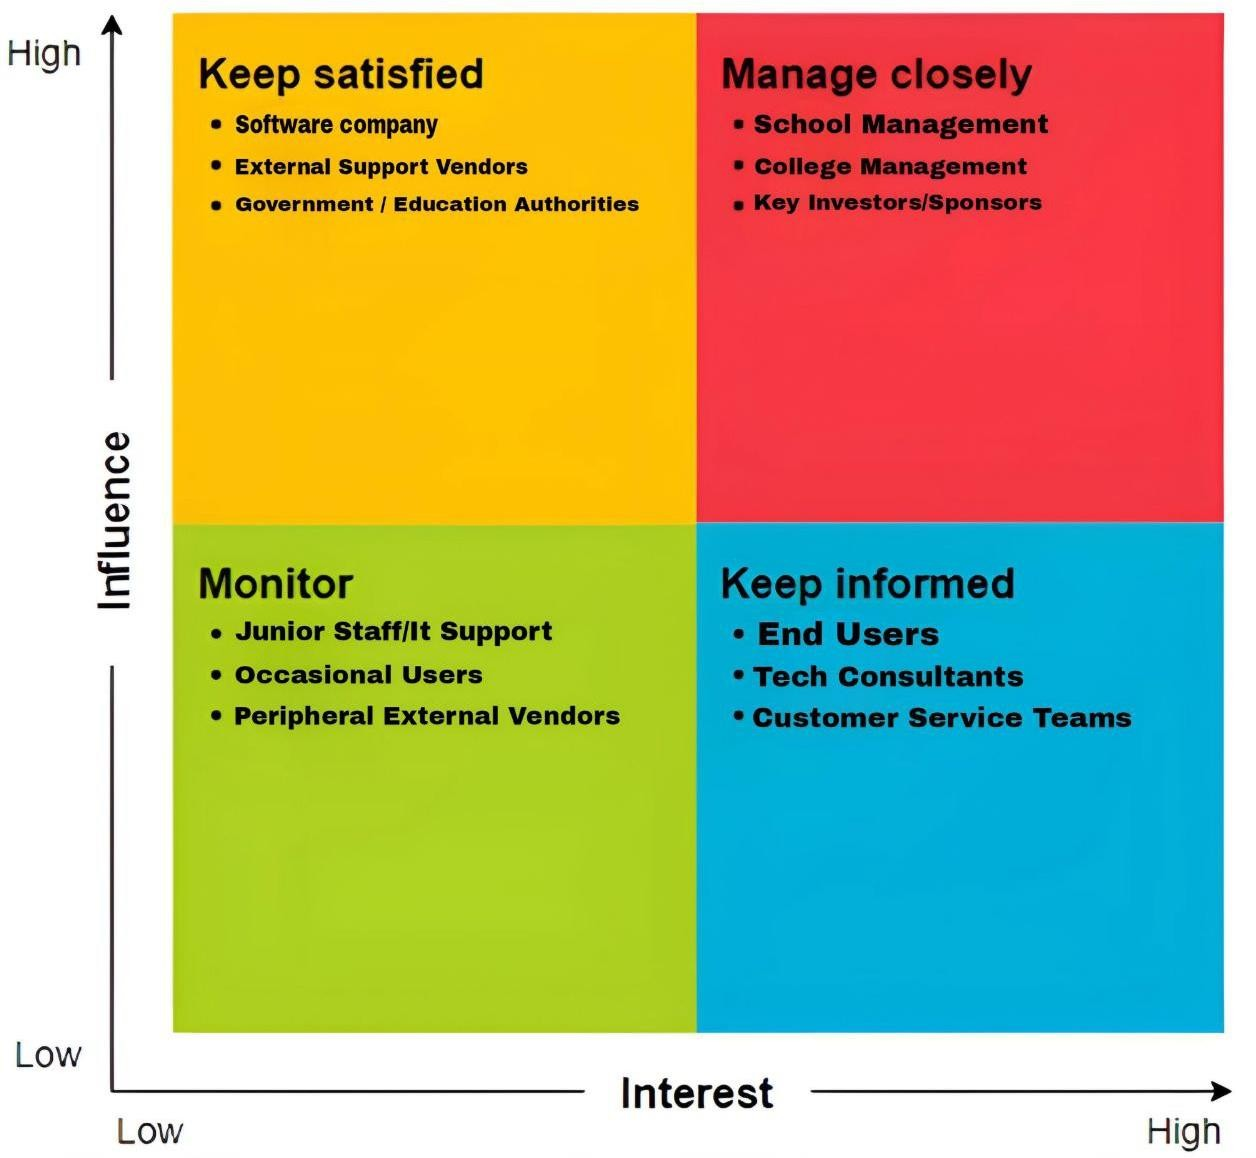 High
Keep satisfied
• Software company
• External Support Vendors
• Government / Education Authorities
Manage closely
• School Management
• College Management
• Key Investors/Sponsors
Influence
Monitor
• Junior Staff/It Support
• Occasional Users
• Peripheral External Vendors
Keep informed
• End Users
• Tech Consultants
• Customer Service Teams
Low
Interest
Low
High